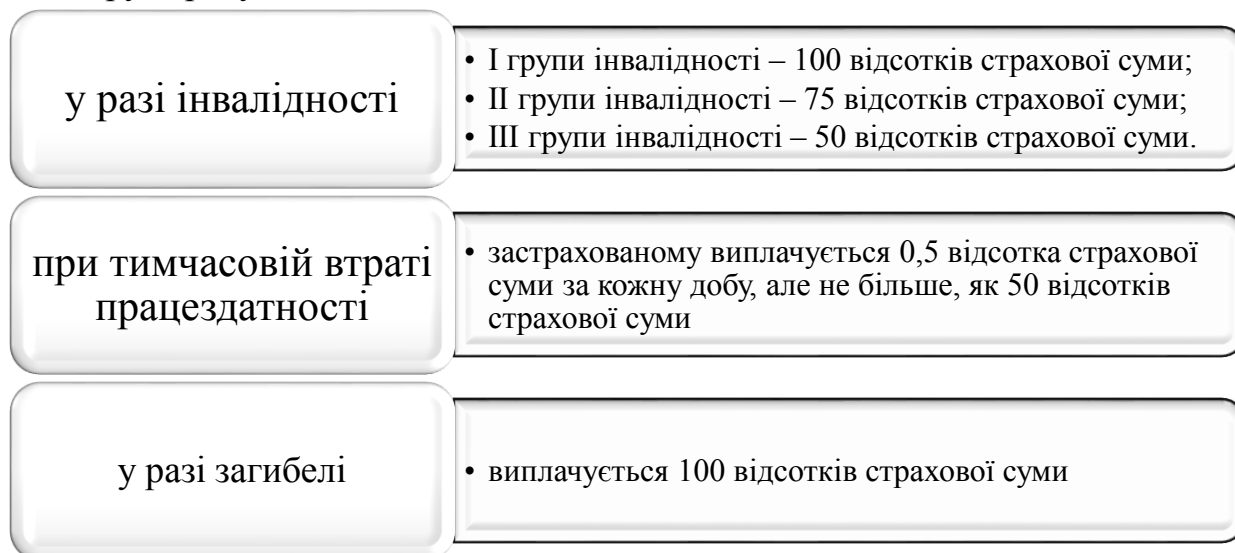 у разі інвалідності
• І групи інвалідності – 100 відсотків страхової суми;
• ІІ групи інвалідності – 75 відсотків страхової суми;
• ІІІ групи інвалідності – 50 відсотків страхової суми.
при тимчасовій втраті
працездатності
• застрахованому виплачується 0,5 відсотка страхової
суми за кожну добу, але не більше, як 50 відсотків
страхової суми
у разі загибелі
• виплачується 100 відсотків страхової суми